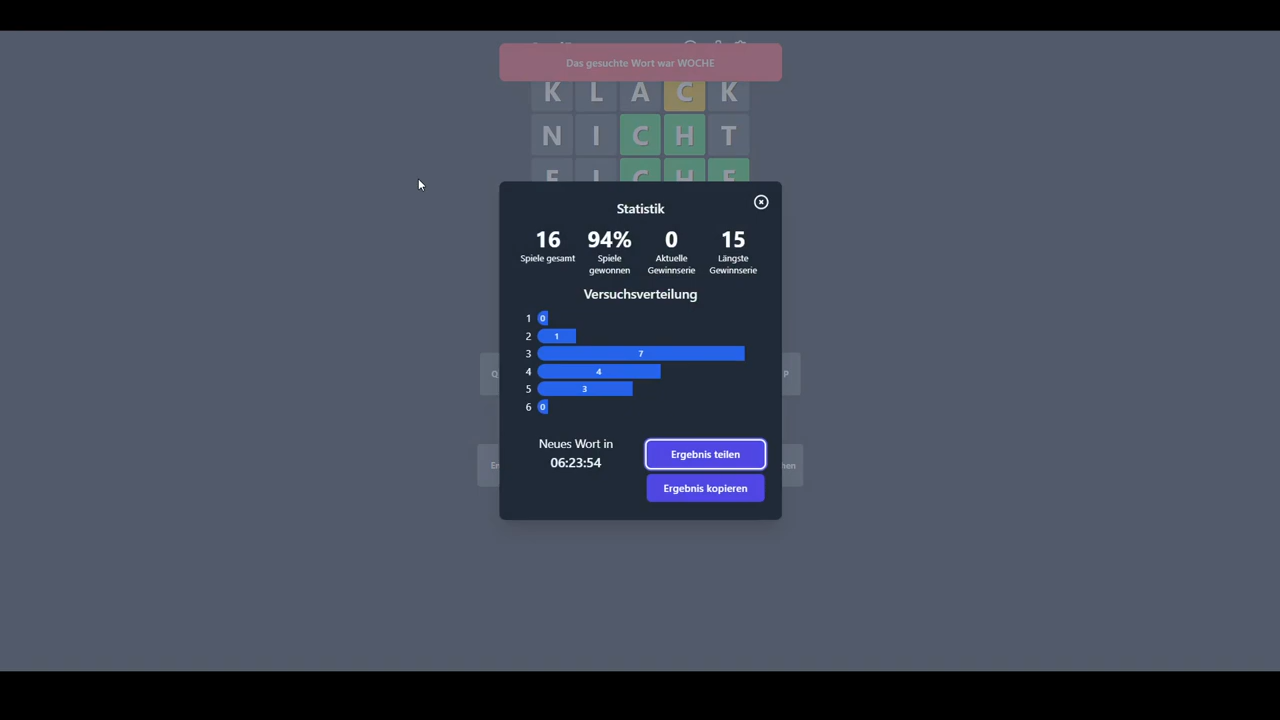 Das gesuchte Wort war WOCHE
K L A C K
N I C H T
C H E
Statistik
16 94% 0 15
Spiele gesamt Spiele gewonnen Aktuelle Gewinnserie Längste Gewinnserie
Versuchsverteilung
1 0
2 1
3 7
4 4
5 3
6 0
Neues Wort in
06:23:54
Ergebnis teilen
Ergebnis kopieren
Q
P
En
hen